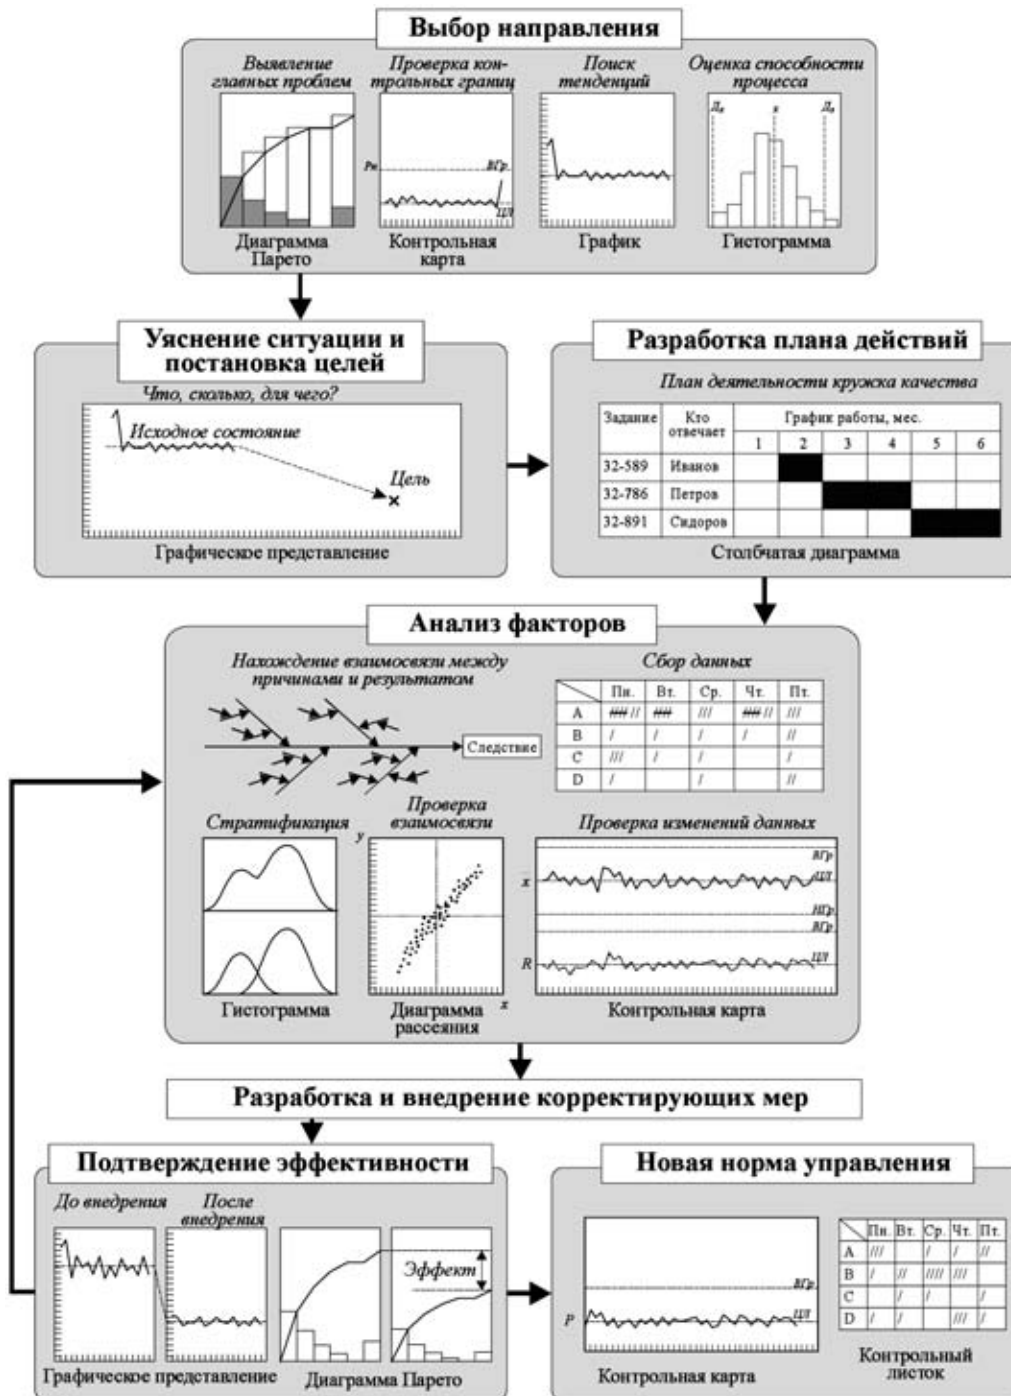 Выбор направления
Выявление
главных проблем
Проверка кон-
трольных границ
Поиск
тенденций
Оценка способности
процесса
Рн
ВГр
ЦЛ
x
Диаграмма
Парето
Контрольная
карта
График
Гистограмма
Уяснение ситуации и
постановка целей
Что, сколько, для чего?
Исходное состояние
Цель
Графическое представление
Разработка плана действий
План деятельности кружка качества
Задание
Кто
отвечает
График работы, мес.
1 2 3 4 5 6
32-589 Иванов
32-786 Петров
32-891 Сидоров
Столбчатая диаграмма
Анализ факторов
Нахождение взаимосвязи между
причинами и результатом
Следствие
Сбор данных
Пн. Вт. Ср. Чт. Пт.
A
B
C
D
Стратификация
Гистограмма
Проверка
взаимосвязи
y
x
Диаграмма
рассеяния
Проверка изменений данных
ВГр
x
ЦЛ
НГр
ВГр
R
ЦЛ
Контрольная карта
Разработка и внедрение корректирующих мер
Подтверждение эффективности
До внедрения
После
внедрения
Эффект
Графическое представление
Диаграмма Парето
Новая норма управления
ВГр
P
ЦЛ
Контрольная карта
Пн. Вт. Ср. Чт. Пт.
A
B
C
D
Контрольный
листок